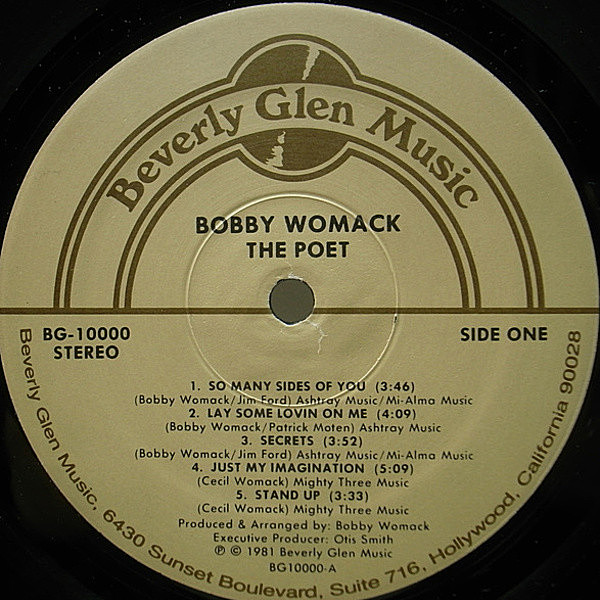 Beverly Glen Music
BOBBY WOMACK
THE POET
BG-10000
STEREO
SIDE ONE
1. SO MANY SIDES OF YOU (3:46)
(Bobby Womack/Jim Ford) Ashtray Music/Mi-Alma Music
2. LAY SOME LOVIN ON ME (4:09)
(Bobby Womack/Patrick Moten) Ashtray Music
3. SECRETS (3:52)
(Bobby Womack/Jim Ford) Ashtray Music/Mi-Alma Music
4. JUST MY IMAGINATION (5:09)
(Cecil Womack) Mighty Three Music
5. STAND UP (3:33)
(Cecil Womack) Mighty Three Music
Produced & Arranged by: Bobby Womack
Executive Producer: Otis Smith
℗ © 1981 Beverly Glen Music
BG10000-A
Beverly Glen Music, 6430 Sunset Boulevard, Suite 716, Hollywood, California 90028